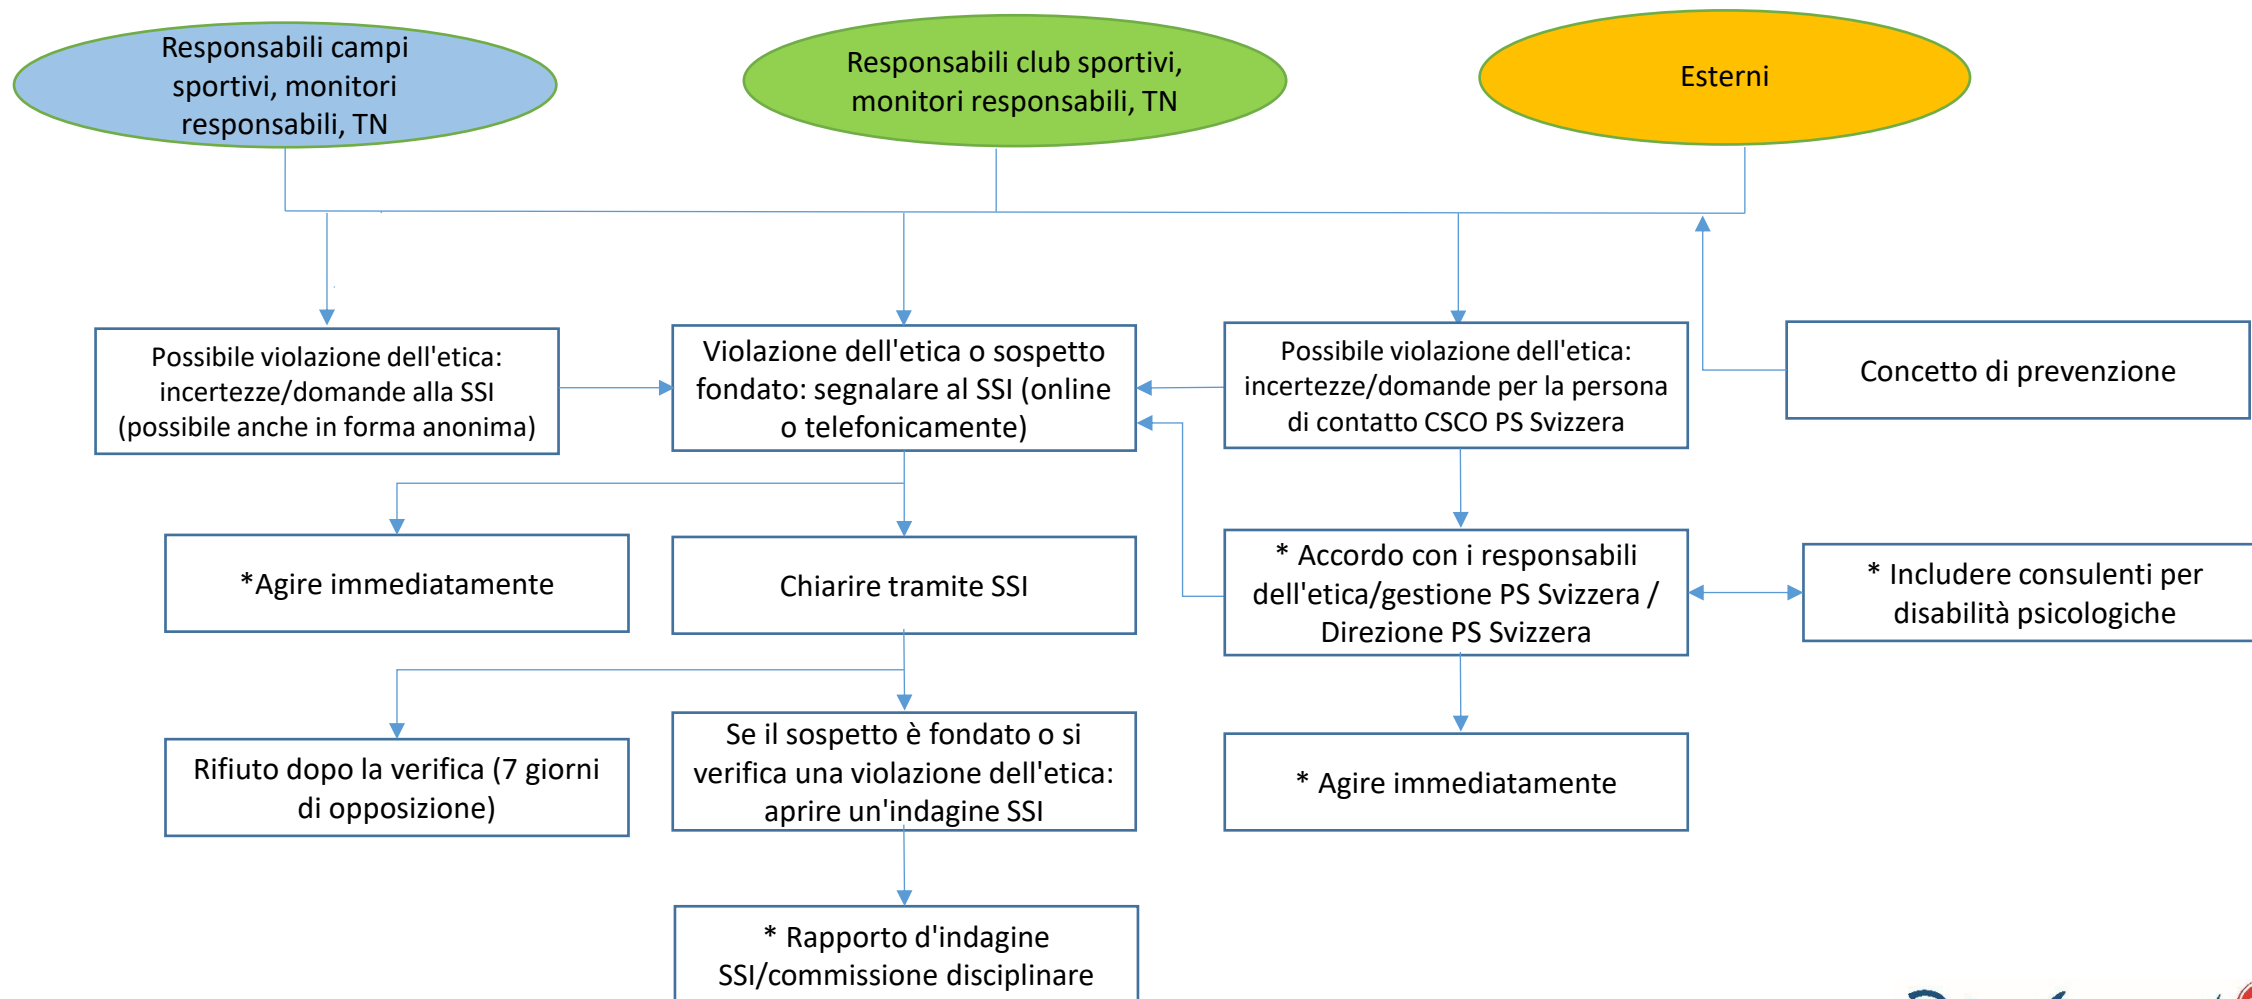 Responsabili campi
sportivi, monitori
responsabili, TN
Responsabili club sportivi,
monitori responsabili, TN
Esterni
Possibile violazione dell'etica:
incertezze/domande alla SSI
(possibile anche in forma anonima)
Violazione dell'etica o sospetto
fondato: segnalare al SSI (online
o telefonicamente)
Possibile violazione dell'etica:
incertezze/domande per la persona
di contatto CSCO PS Svizzera
Concetto di prevenzione
*Agire immediatamente
Chiarire tramite SSI
* Accordo con i responsabili
dell'etica/gestione PS Svizzera /
Direzione PS Svizzera
* Includere consulenti per
disabilità psicologiche
Rifiuto dopo la verifica (7 giorni
di opposizione)
Se il sospetto è fondato o si
verifica una violazione dell'etica:
aprire un'indagine SSI
* Agire immediatamente
* Rapporto d'indagine
SSI/commissione disciplinare